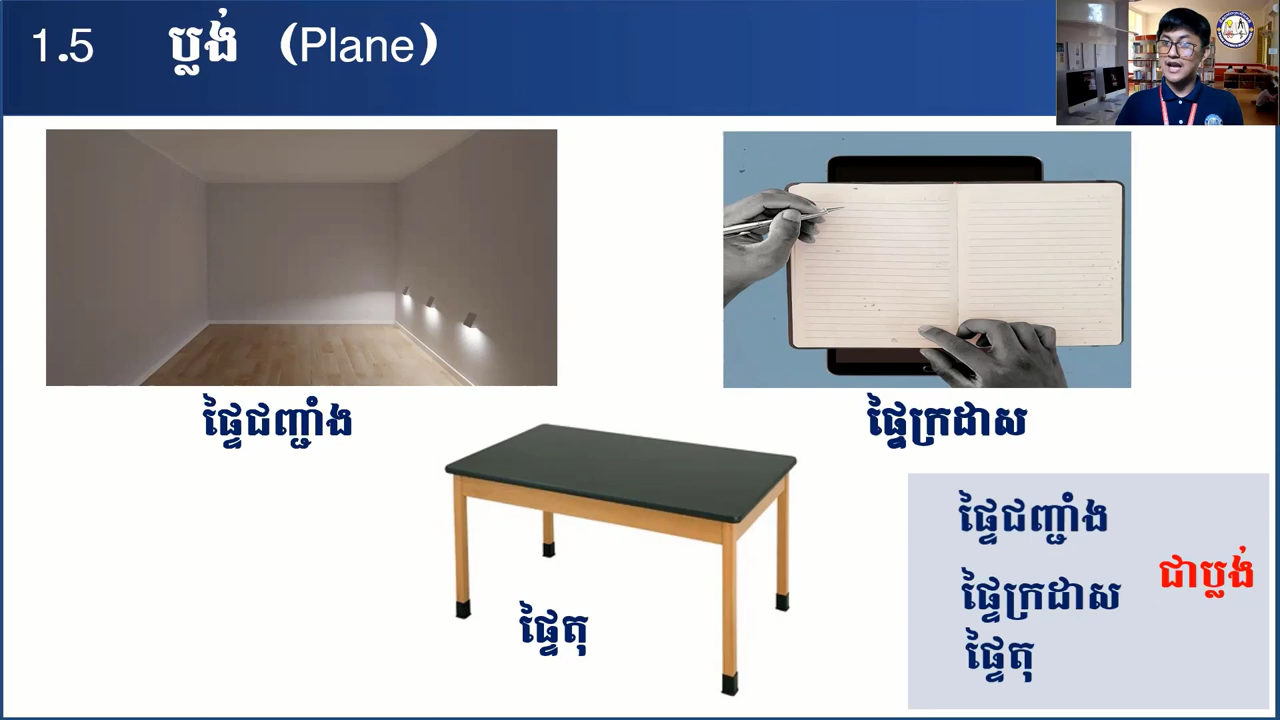 1.5 ប្លង់ (Plane)
ផ្ទៃជញ្ជាំង
ផ្ទៃក្រដាស
ផ្ទៃតុ
ផ្ទៃជញ្ជាំង
ផ្ទៃក្រដាស
ជាប្លង់
ផ្ទៃតុ